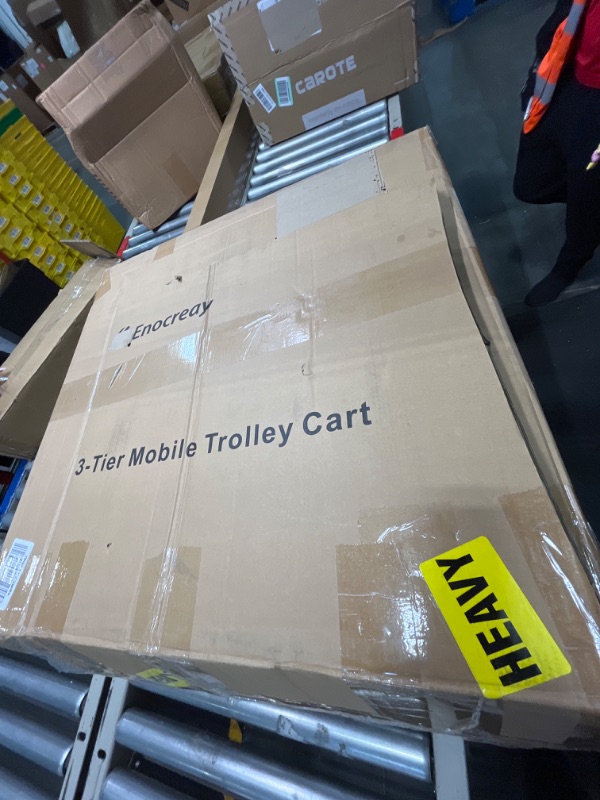 CAROTE
Enocreay
3-Tier Mobile Trolley Cart
HEAVY